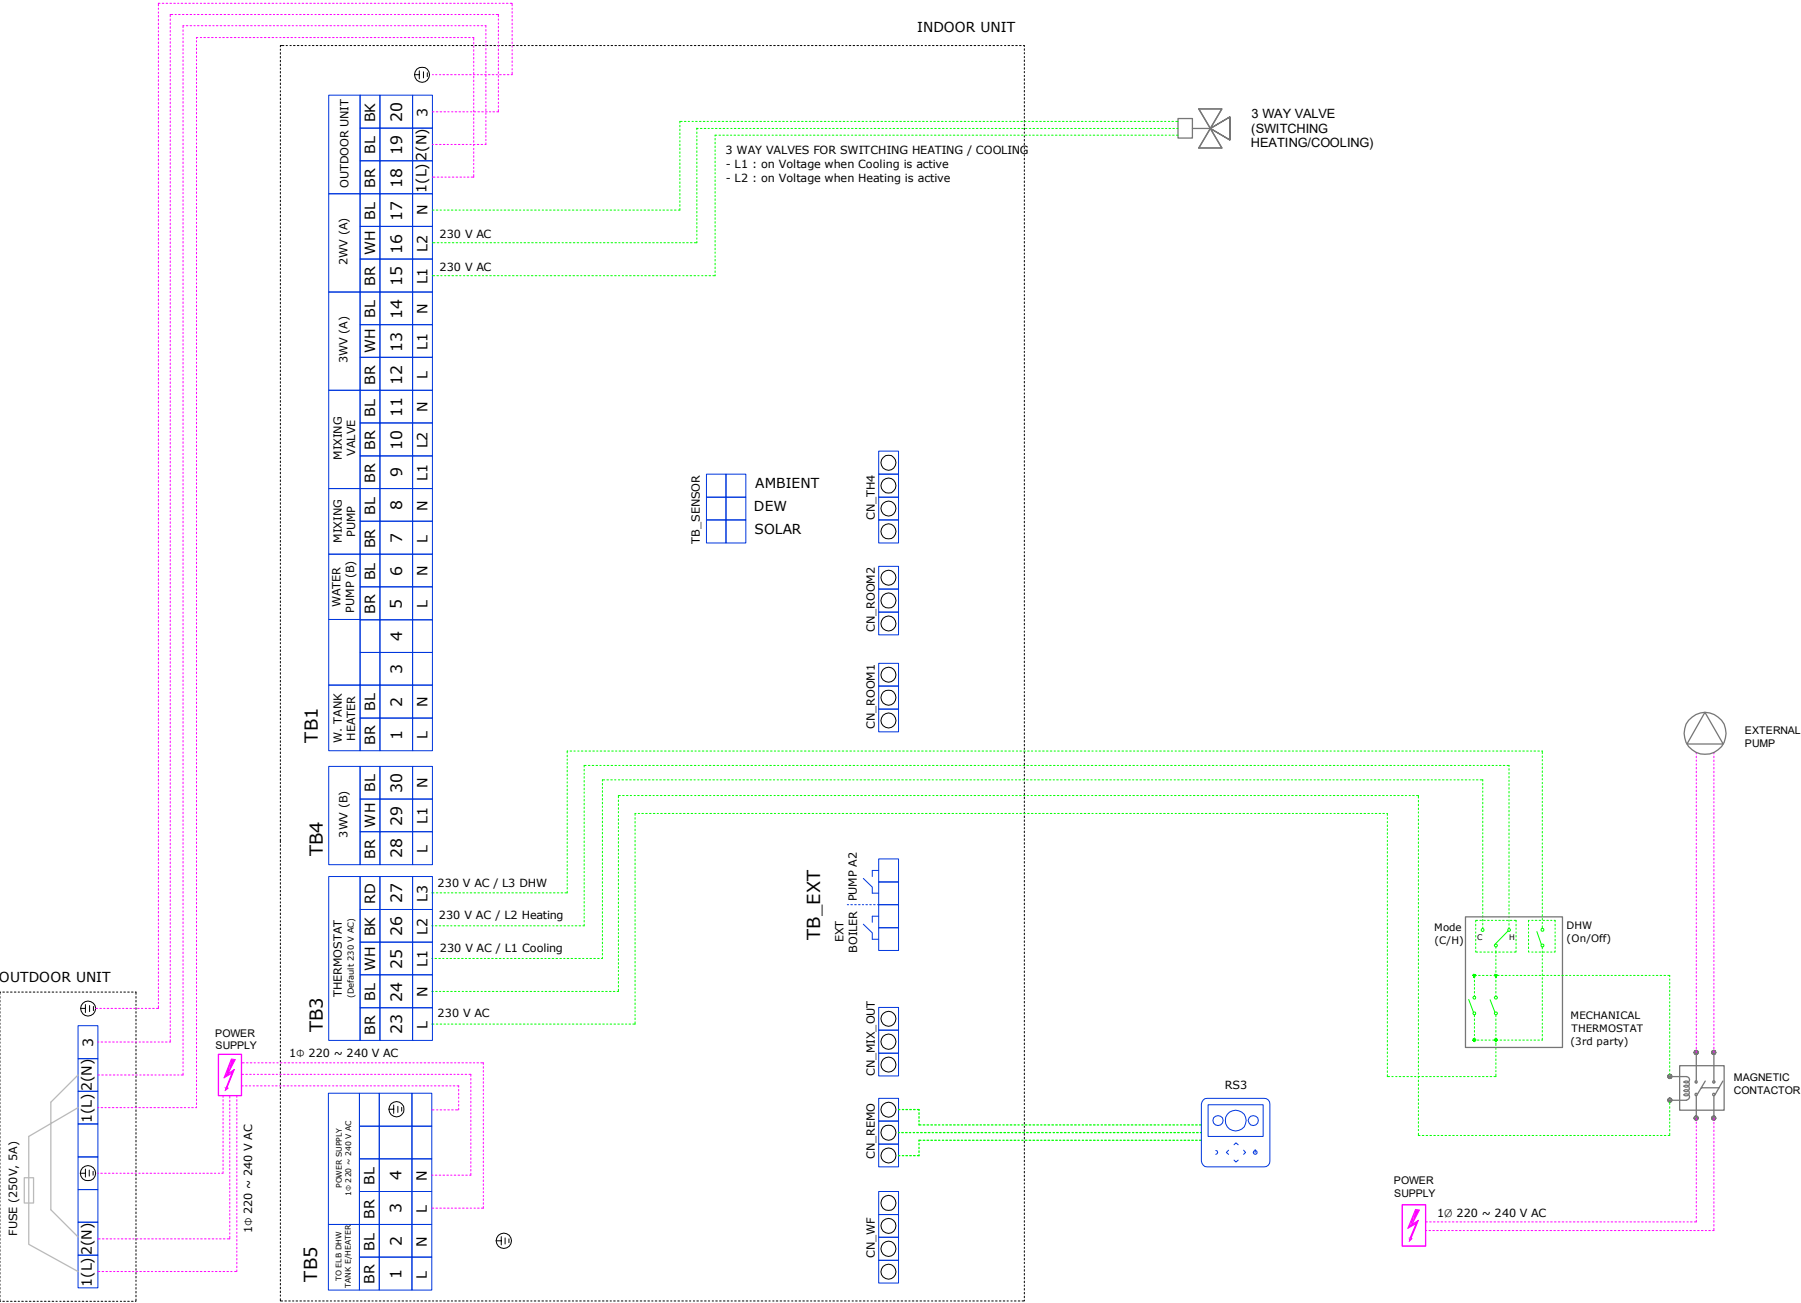 INDOOR UNIT
OUTDOOR UNIT
BK 20 3
BL 19 2(N)
BR 18 1(L)
2WV (A)
BL 17 N
WH 16 L2
BR 15 L1
230 V AC
230 V AC
3WV (A)
BL 14 N
WH 13 L1
BR 12 L
MIXING
VALVE
BL 11 N
BR 10 L2
BR 9 L1
MIXING
PUMP
BL 8 N
BR 7 L
WATER
PUMP (B)
BL 6 N
BR 5 L
4
3
W. TANK
HEATER
BL 2 N
BR 1 L
TB1
3 WAY VALVES FOR SWITCHING HEATING / COOLING
- L1 : on Voltage when Cooling is active
- L2 : on Voltage when Heating is active
3 WAY VALVE
(SWITCHING
HEATING/COOLING)
TB_SENSOR
AMBIENT
DEW
SOLAR
CN_TH4
CN_ROOM2
CN_ROOM1
TB4
3WV (B)
BL 30 N
WH 29 L1
BR 28 L
TB3
THERMOSTAT
(Default 230 V AC)
RD 27 L3
BK 26 L2
WH 25 L1
BL 24 N
BR 23 L
230 V AC / L3 DHW
230 V AC / L2 Heating
230 V AC / L1 Cooling
230 V AC
TB_EXT
PUMP A2
EXT
BOILER
CN_MIX_OUT
CN_REMO
CN_WF
RS3
EXTERNAL
PUMP
Mode
(C/H)
C
H
DHW
(On/Off)
MECHANICAL
THERMOSTAT
(3rd party)
MAGNETIC
CONTACTOR
POWER
SUPPLY
1Ø 220 ~ 240 V AC
OUTDOOR UNIT
3
2(N)
1(L)
2(N)
1(L)
FUSE (250V, 5A)
POWER
SUPPLY
1Φ 220 ~ 240 V AC
1Φ 220 ~ 240 V AC
TB5
POWER SUPPLY
1Φ 220 ~ 240 V AC
BL 4 N
BR 3 L
TO ELB DHW
TANK E/HEATER
BL 2 N
BR 1 L